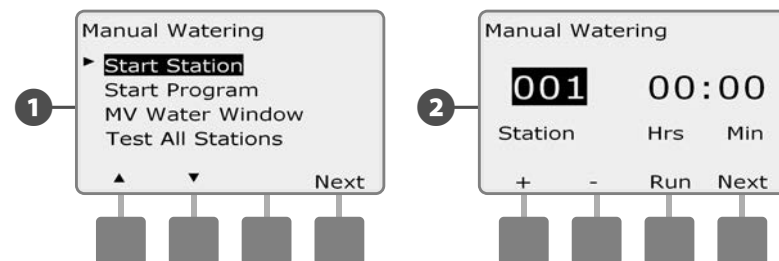 1
Manual Watering
► Start Station
Start Program
MV Water Window
Test All Stations
▲ ▼ Next
2
Manual Watering
001 00:00
Station Hrs Min
+ - Run Next